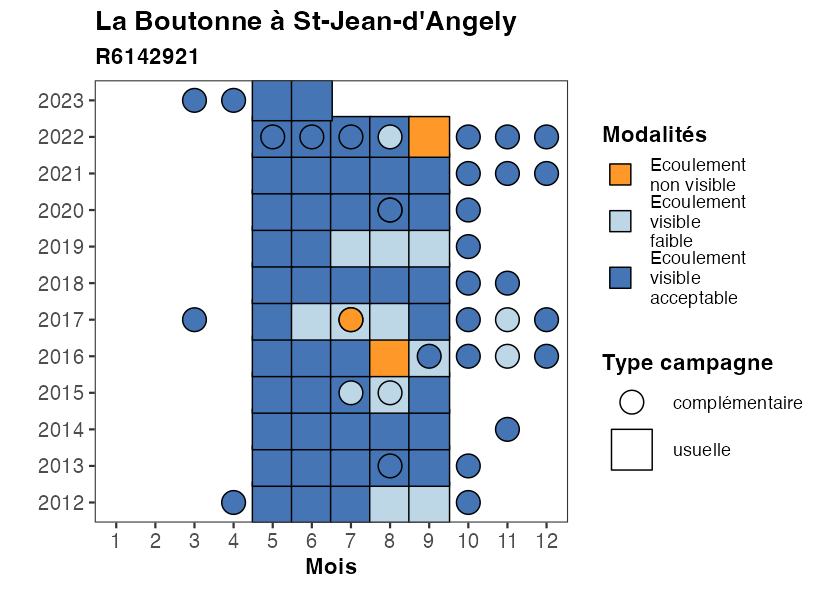 La Boutonne à St-Jean-d'Angely
R6142921
2023
2022
2021
2020
2019
2018
2017
2016
2015
2014
2013
2012
1 2 3 4 5 6 7 8 9 10 11 12
Mois
Modalités
Ecoulement
non visible
Ecoulement
visible
faible
Ecoulement
visible
acceptable
Type campagne
complémentaire
usuelle